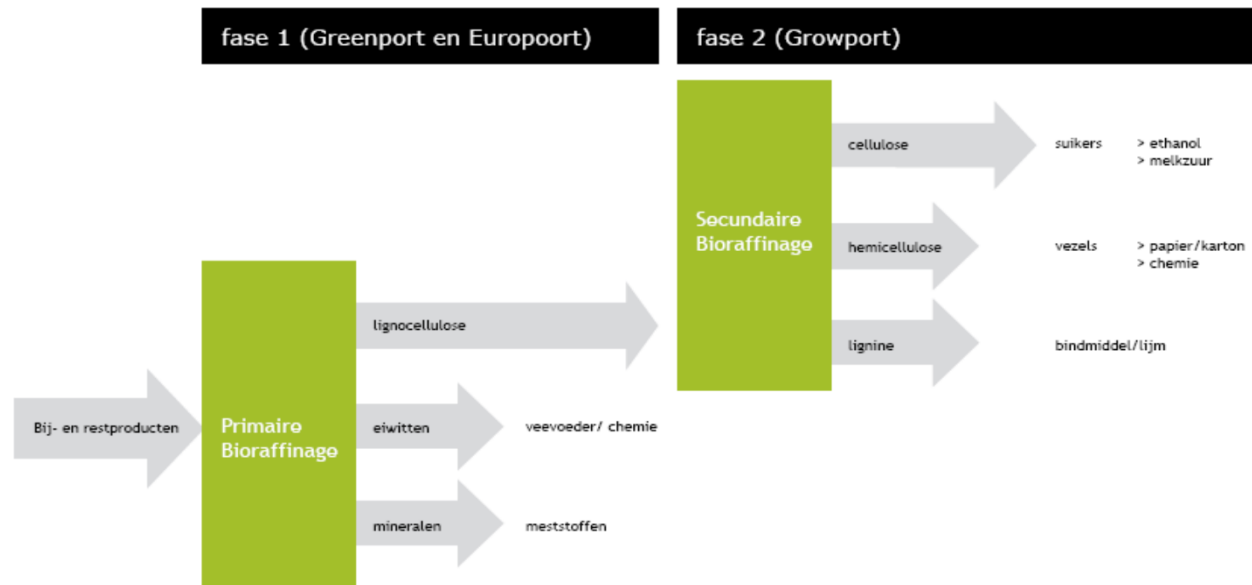 fase 1 (Greenport en Europoort)
fase 2 (Growport)
Bij- en restproducten
Primaire
Bioraffinage
lignocellulose
eiwitten
veevoeder/ chemie
mineralen
meststoffen
Secundaire
Bioraffinage
cellulose
suikers > ethanol
> melkzuur
hemicellulose
vezels > papier/karton
> chemie
lignine
bindmiddel/lijm